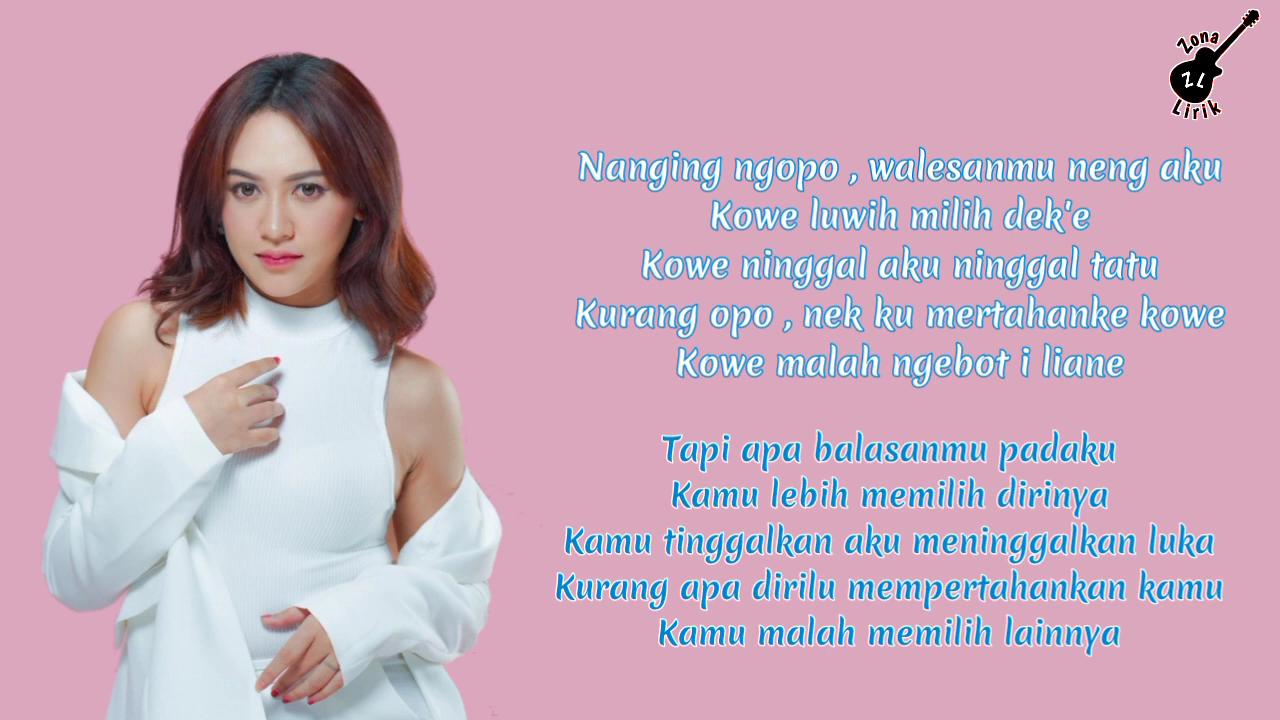 Zona
ZL
Lirik
Nanging ngopo , walesanmu neng aku
Kowe luwih milih dek'e
Kowe ninggal aku ninggal tatu
Kurang opo , nek ku mertahanke kowe
Kowe malah ngebot i liane
Tapi apa balasanmu padaku
Kamu lebih memilih dirinya
Kamu tinggalkan aku meninggalkan luka
Kurang apa dirilu mempertahankan kamu
Kamu malah memilih lainnya